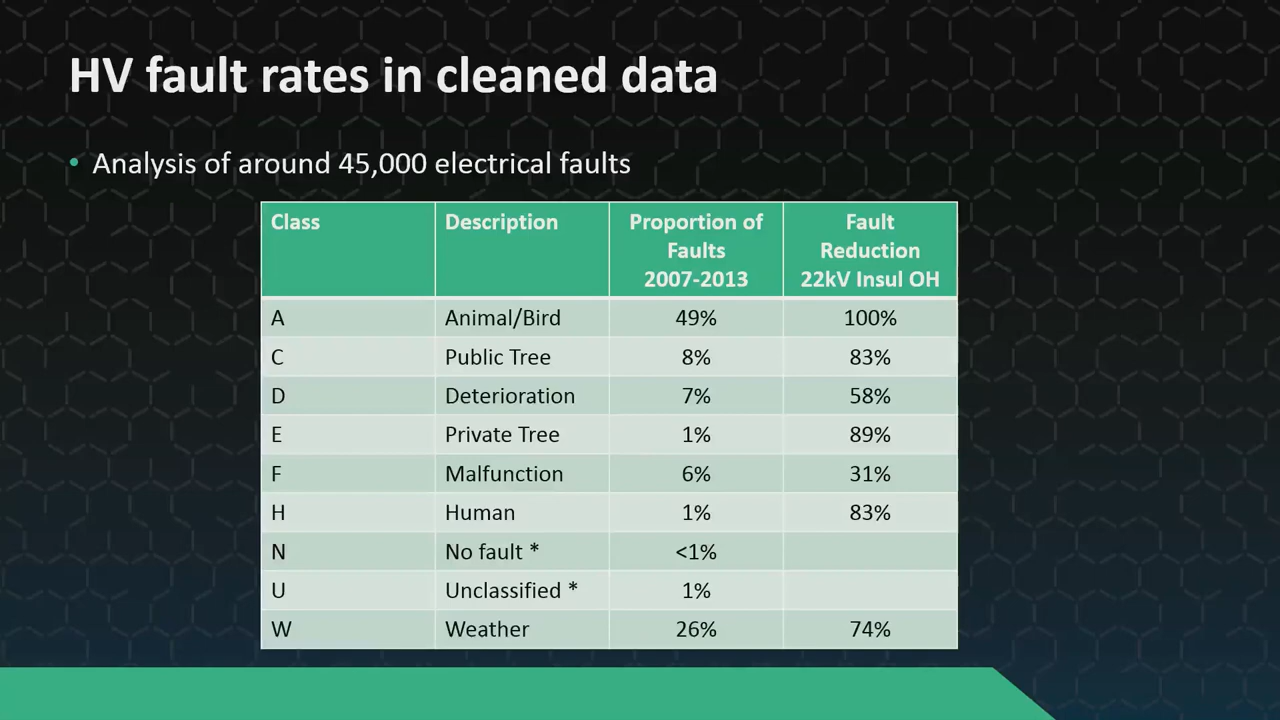 HV fault rates in cleaned data
• Analysis of around 45,000 electrical faults
Class Description Proportion of Faults 2007-2013 Fault Reduction 22kV Insul OH
A Animal/Bird 49% 100%
C Public Tree 8% 83%
D Deterioration 7% 58%
E Private Tree 1% 89%
F Malfunction 6% 31%
H Human 1% 83%
N No fault * <1%
U Unclassified * 1%
W Weather 26% 74%